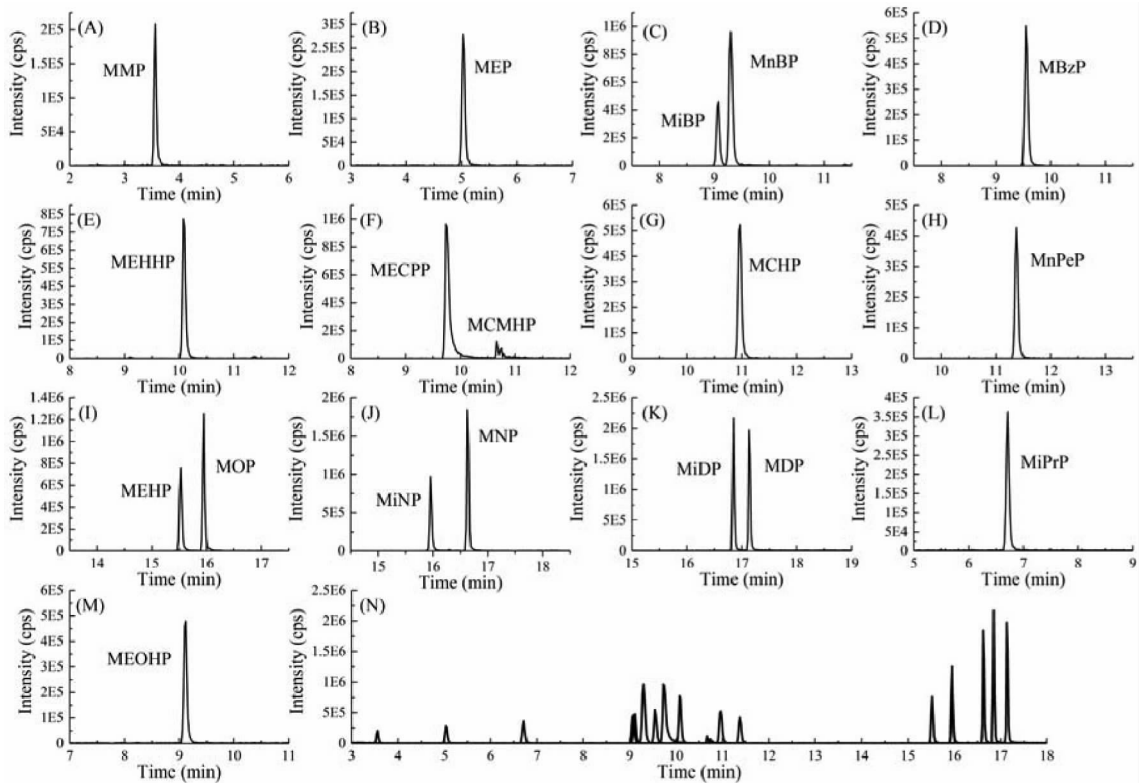 (A)
Intensity (cps)
2E5
1.5E5
1E5
5E4
0
MMP
2 3 4 5 6
Time (min)
(B)
Intensity (cps)
3E5
2.5E5
2E5
1.5E5
1E5
5E4
0
MEP
3 4 5 6 7
Time (min)
(C)
Intensity (cps)
1E6
8E5
6E5
4E5
2E5
0
MnBP
MiBP
8 9 10 11
Time (min)
(D)
Intensity (cps)
6E5
5E5
4E5
3E5
2E5
1E5
0
MBzP
8 9 10 11
Time (min)
(E)
Intensity (cps)
8E5
7E5
6E5
5E5
4E5
3E5
2E5
1E5
0
MEHHP
8 9 10 11 12
Time (min)
(F)
Intensity (cps)
1E6
8E5
6E5
4E5
2E5
0
MECPP
MCMHP
8 9 10 11 12
Time (min)
(G)
Intensity (cps)
6E5
5E5
4E5
3E5
2E5
1E5
0
MCHP
9 10 11 12 13
Time (min)
(H)
Intensity (cps)
5E5
4E5
3E5
2E5
1E5
0
MnPeP
10 11 12 13
Time (min)
(I)
Intensity (cps)
1.4E6
1.2E6
1E6
8E5
6E5
4E5
2E5
0
MOP
MEHP
14 15 16 17
Time (min)
(J)
Intensity (cps)
2E6
1.5E6
1E6
5E5
0
MNP
MiNP
15 16 17 18
Time (min)
(K)
Intensity (cps)
2.5E6
2E6
1.5E6
1E6
5E5
0
MiDP
MDP
15 16 17 18 19
Time (min)
(L)
Intensity (cps)
4E5
3.5E5
3E5
2.5E5
2E5
1.5E5
1E5
5E4
0
MiPrP
5 6 7 8 9
Time (min)
(M)
Intensity (cps)
6E5
5E5
4E5
3E5
2E5
1E5
0
MEOHP
7 8 9 10 11
Time (min)
(N)
Intensity (cps)
2.5E6
2E6
1.5E6
1E6
5E5
0
3 4 5 6 7 8 9 10 11 12 13 14 15 16 17 18
Time (min)